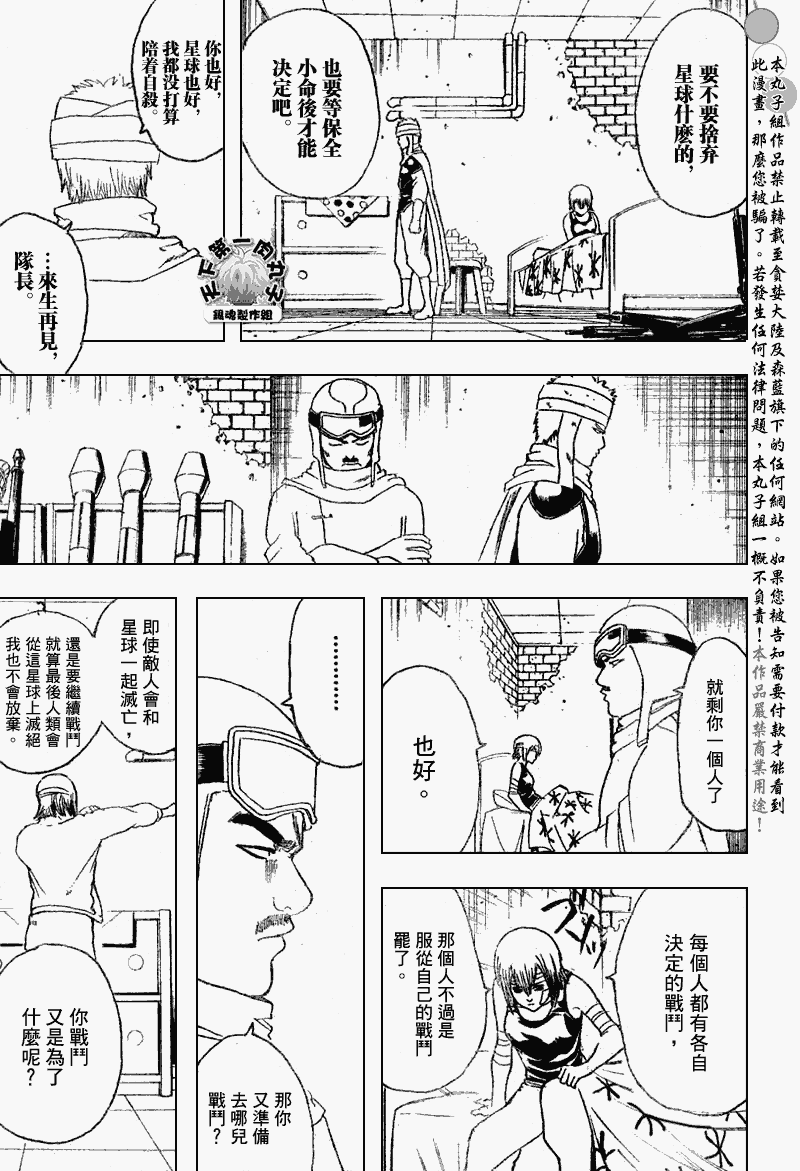 要不要捨弃
星球什麼的，
也要等保全
小命後才能
決定吧。
你也好，
星球也好，
我都没打算
陪着自殺。
…來生再見，
隊長。
天下第一肉丸子
銀魂製作組
就剩你一個人了
也好。
每個人都有各自
決定的戰鬥，
那個人不過是
服從自己的戰鬥
罷了。
…………
那你
又準備
去哪兒
戰鬥？
即使敵人會和
星球一起滅亡，
還是要繼續戰鬥
就算最後人類會
從這星球上滅絕
我也不會放棄。
你戰鬥
又是為了
什麼呢？
本丸子組作品禁止轉載至貪婪大陸及森藍旗下的任何網站。如果您被告知需要付款才能看到
此漫畫，那麼您被騙了。若發生任何法律問題，本丸子組一概不負責！本作品嚴禁商業用途！